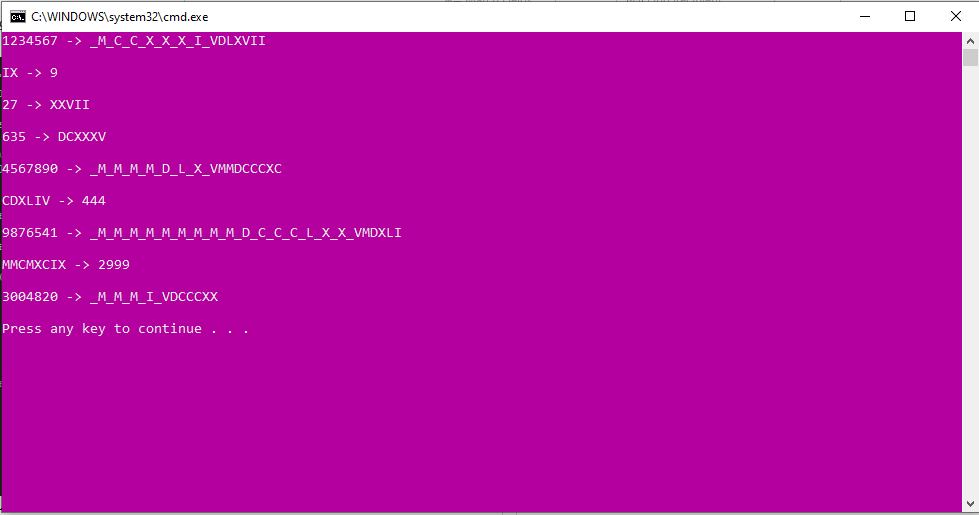 C:\WINDOWS\system32\cmd.exe
1234567 -> _M_C_C_X_X_X_I_VDLXVII
IX -> 9
27 -> XXVII
635 -> DCXXXV
4567890 -> _M_M_M_M_D_L_X_VMMDCCCXC
CDXLIV -> 444
9876541 -> _M_M_M_M_M_M_M_M_M_D_C_C_C_L_X_X_VMDXLI
MMCMXCIX -> 2999
3004820 -> _M_M_M_I_VDCCCXX
Press any key to continue . . .